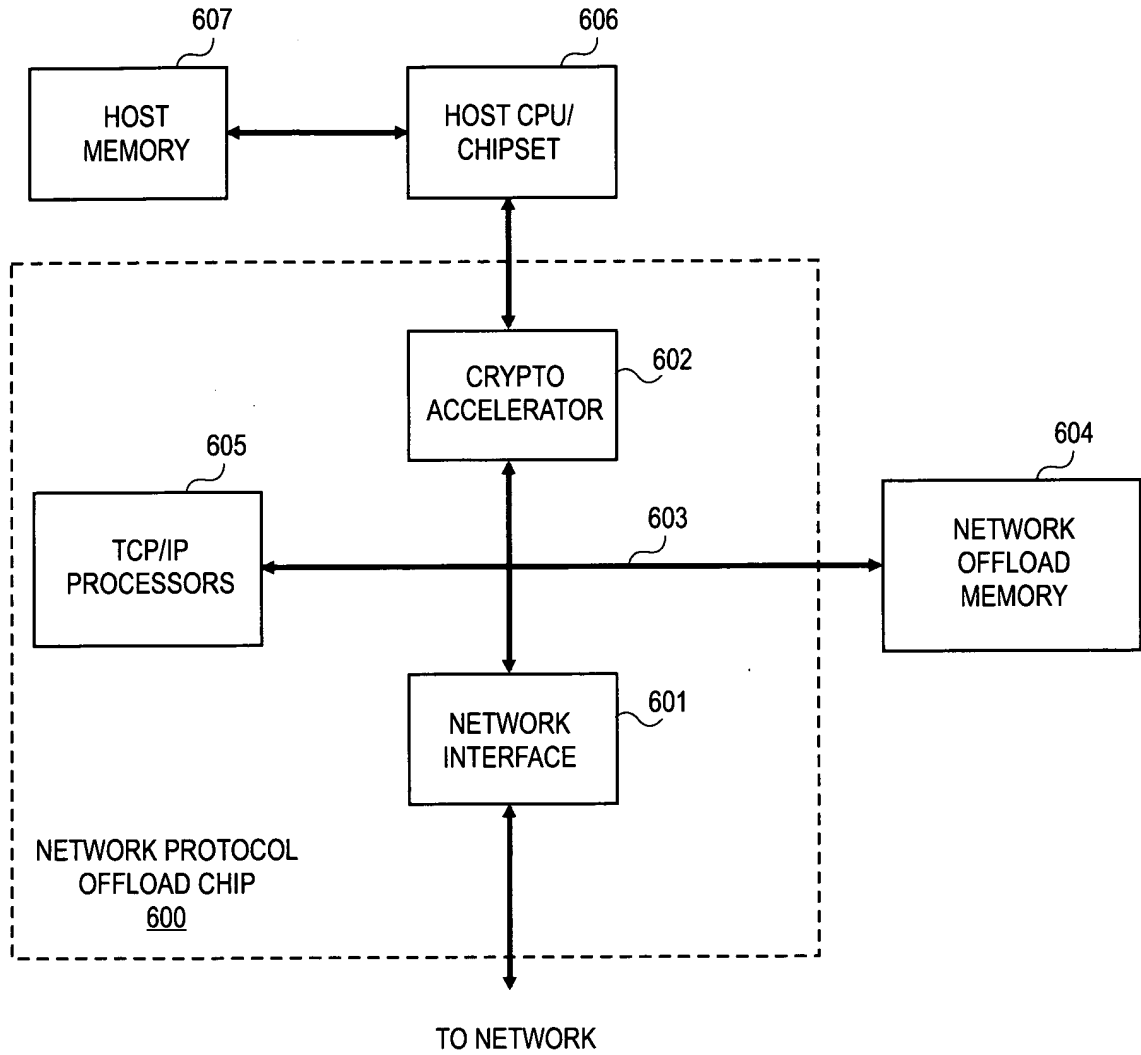 607
606
HOST
MEMORY
HOST CPU/
CHIPSET
602
CRYPTO
ACCELERATOR
605
604
TCP/IP
PROCESSORS
603
NETWORK
OFFLOAD
MEMORY
601
NETWORK
INTERFACE
NETWORK PROTOCOL
OFFLOAD CHIP
600
TO NETWORK